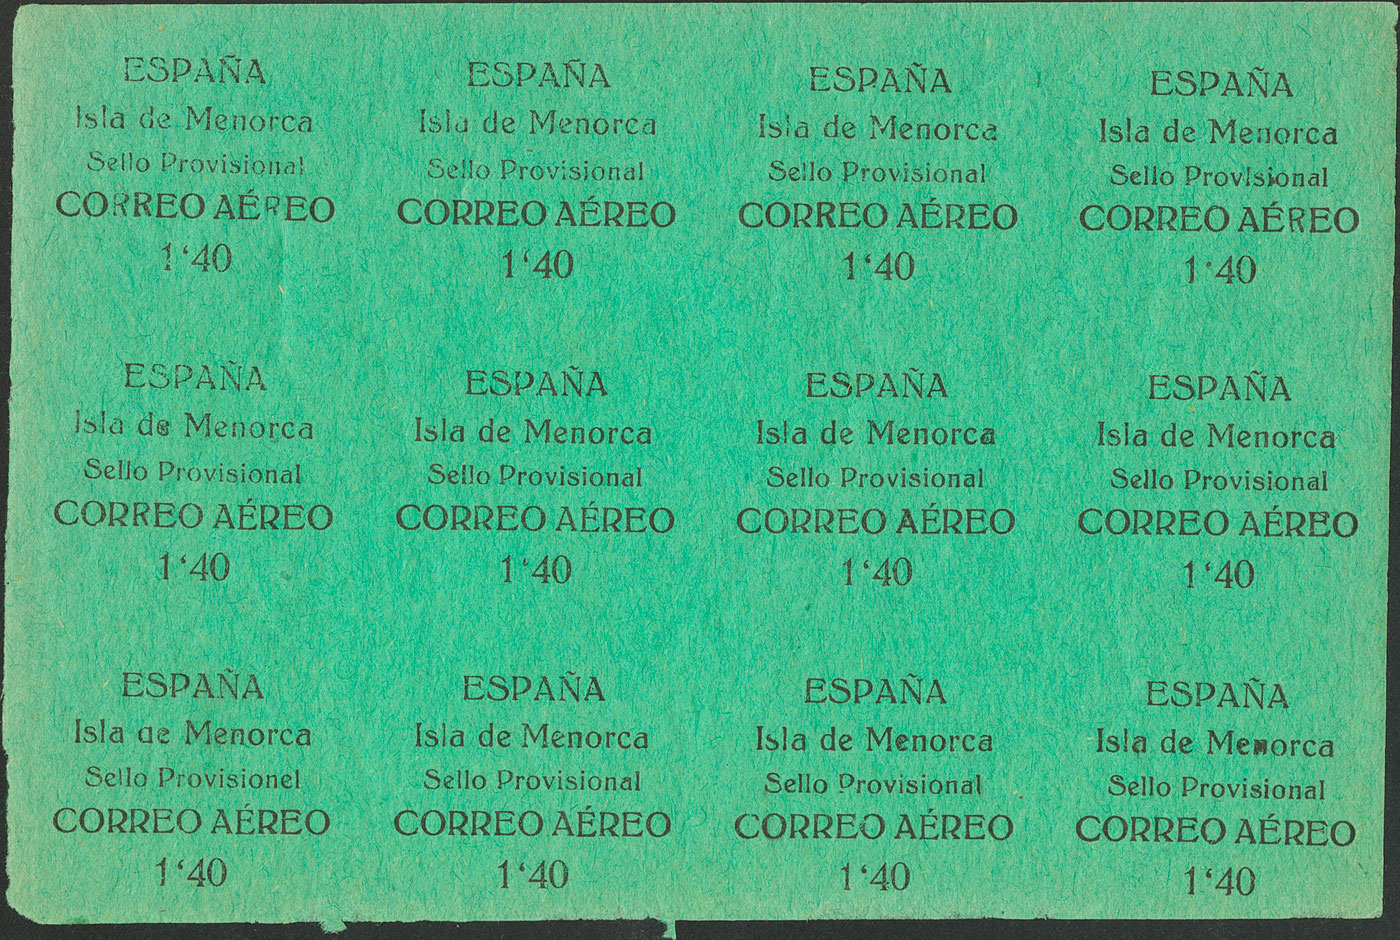 ESPAÑA
Isla de Menorca
Sello Provisional
CORREO AÉREO
1‘40
ESPAÑA
Isla de Menorca
Sello Provisional
CORREO AÉREO
1‘40
ESPAÑA
Isla de Menorca
Sello Provisional
CORREO AÉREO
1‘40
ESPAÑA
Isla de Menorca
Sello Provisional
CORREO AÉREO
1‘40
ESPAÑA
Isla de Menorca
Sello Provisional
CORREO AÉREO
1‘40
ESPAÑA
Isla de Menorca
Sello Provisional
CORREO AÉREO
1‘40
ESPAÑA
Isla de Menorca
Sello Provisional
CORREO AÉREO
1‘40
ESPAÑA
Isla de Menorca
Sello Provisional
CORREO AÉREO
1‘40
ESPAÑA
Isla de Menorca
Sello Provisionel
CORREO AÉREO
1‘40
ESPAÑA
Isla de Menorca
Sello Provisional
CORREO AÉREO
1‘40
ESPAÑA
Isla de Menorca
Sello Provisional
CORREO AÉREO
1‘40
ESPAÑA
Isla de Menorca
Sello Provisional
CORREO AÉREO
1‘40